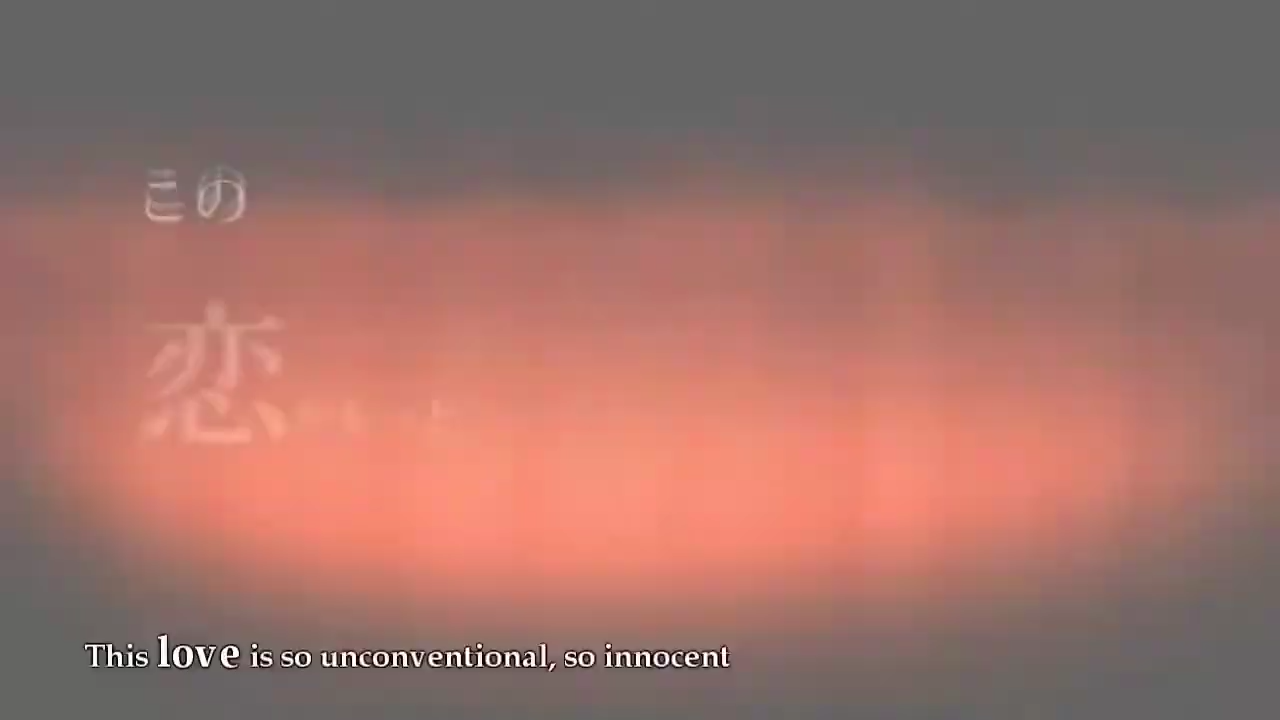 この
恋
This love is so unconventional, so innocent